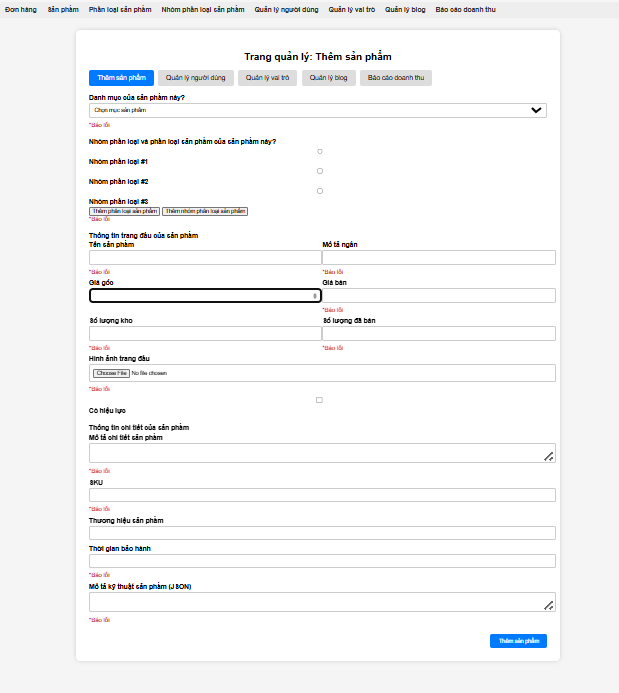 Đơn hàng Sản phẩm Phân loại sản phẩm Nhóm phân loại sản phẩm Quản lý người dùng Quản lý vai trò Quản lý blog Báo cáo doanh thu
Trang quản lý: Thêm sản phẩm
Thêm sản phẩm Quản lý người dùng Quản lý vai trò Quản lý blog Báo cáo doanh thu
Danh mục của sản phẩm này?
Chọn mục sản phẩm
*Báo lỗi
Nhóm phân loại và phân loại sản phẩm của sản phẩm này?
Nhóm phân loại #1
Nhóm phân loại #2
Nhóm phân loại #3
Thêm phân loại sản phẩm Thêm nhóm phân loại sản phẩm
*Báo lỗi
Thông tin trang đầu của sản phẩm
Tên sản phẩm Mô tả ngắn
*Báo lỗi *Báo lỗi
Giá gốc Giá bán
*Báo lỗi
Số lượng kho Số lượng đã bán
*Báo lỗi *Báo lỗi
Hình ảnh trang đầu
Choose File No file chosen
*Báo lỗi
Có hiệu lực
Thông tin chi tiết của sản phẩm
Mô tả chi tiết sản phẩm
*Báo lỗi
SKU
*Báo lỗi
Thương hiệu sản phẩm
Thời gian bảo hành
*Báo lỗi
Mô tả kỹ thuật sản phẩm (JSON)
*Báo lỗi
Thêm sản phẩm